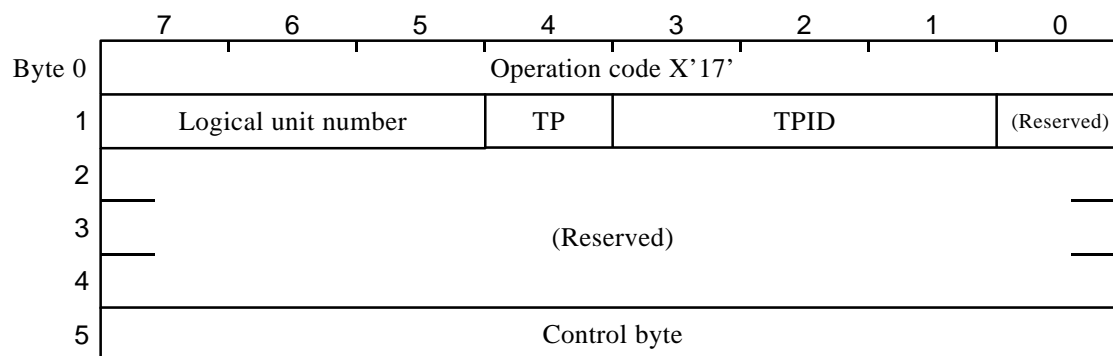 7 6 5 4 3 2 1 0
Byte 0 Operation code X’17’
1 Logical unit number TP TPID (Reserved)
2
3 (Reserved)
4
5 Control byte